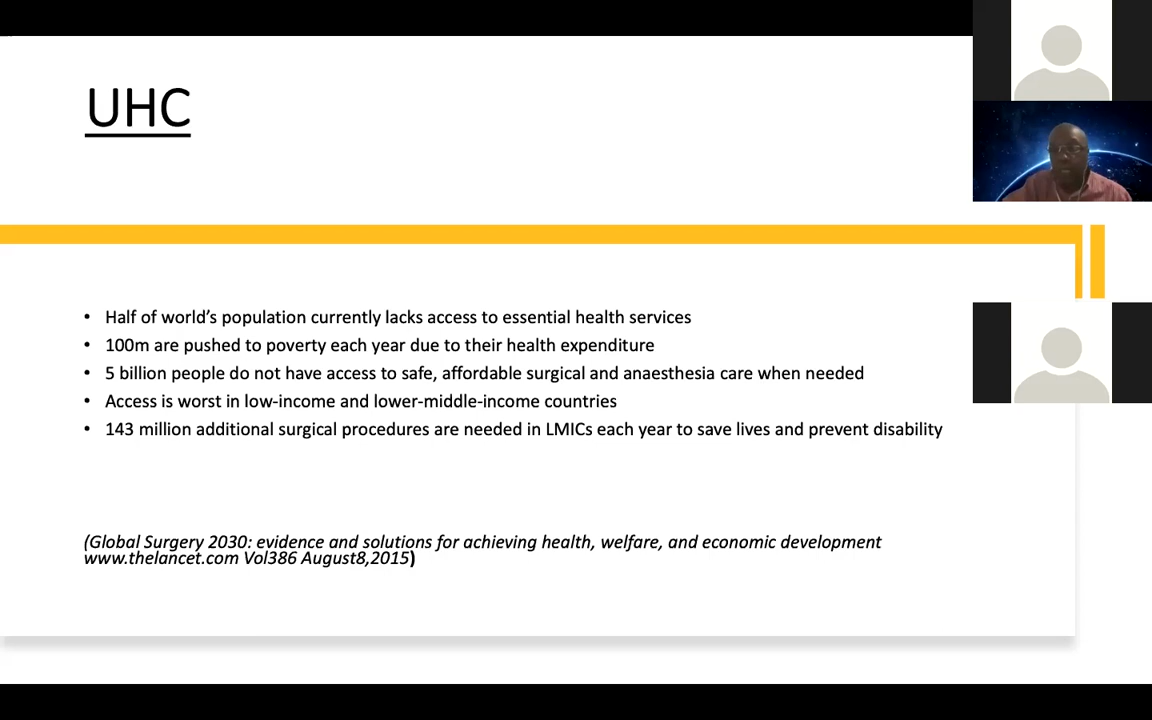 UHC
• Half of world’s population currently lacks access to essential health services
• 100m are pushed to poverty each year due to their health expenditure
• 5 billion people do not have access to safe, affordable surgical and anaesthesia care when needed
• Access is worst in low-income and lower-middle-income countries
• 143 million additional surgical procedures are needed in LMICs each year to save lives and prevent disability
(Global Surgery 2030: evidence and solutions for achieving health, welfare, and economic development
www.thelancet.com Vol386 August8,2015)